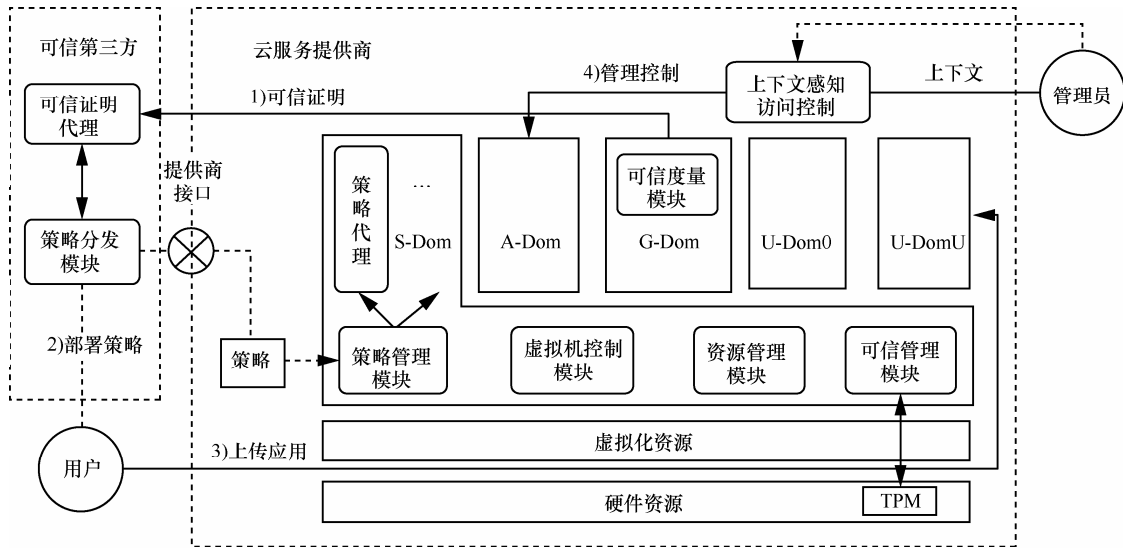 可信第三方
云服务提供商
4)管理控制
上下文感知
访问控制
上下文
管理员
可信证明
代理
1)可信证明
提供商
接口
策略代理
…
S-Dom
A-Dom
可信度量
模块
G-Dom
U-Dom0
U-DomU
策略分发
模块
2)部署策略
策略
策略管理
模块
虚拟机控制
模块
资源管理
模块
可信管理
模块
用户
3)上传应用
虚拟化资源
硬件资源
TPM